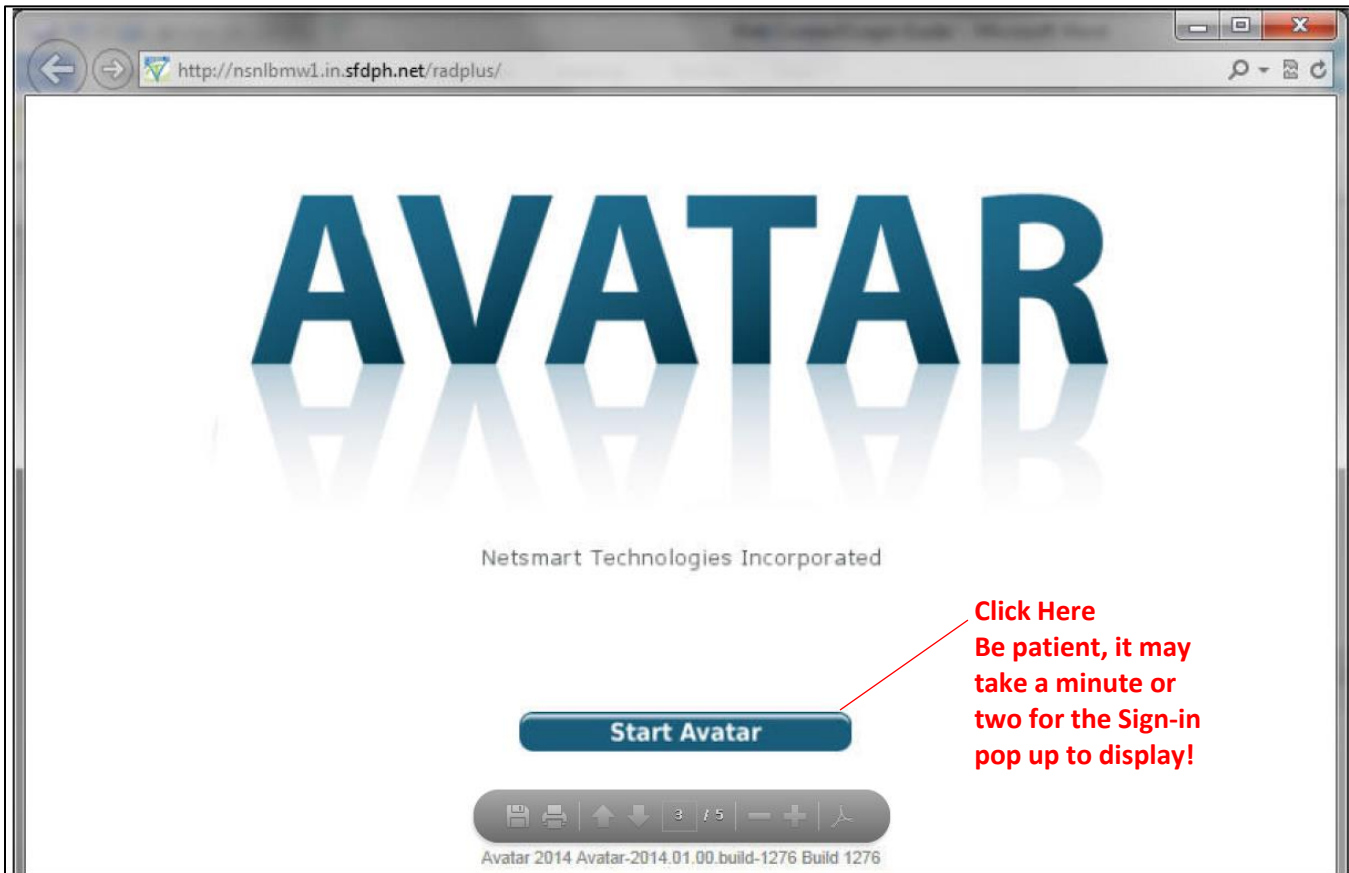 http://nsnlbmw1.in.sfdph.net/radplus/
AVATAR
Netsmart Technologies Incorporated
Click Here
Be patient, it may
take a minute or
two for the Sign-in
pop up to display!
Start Avatar
3 / 5
Avatar 2014 Avatar-2014.01.00.build-1276 Build 1276